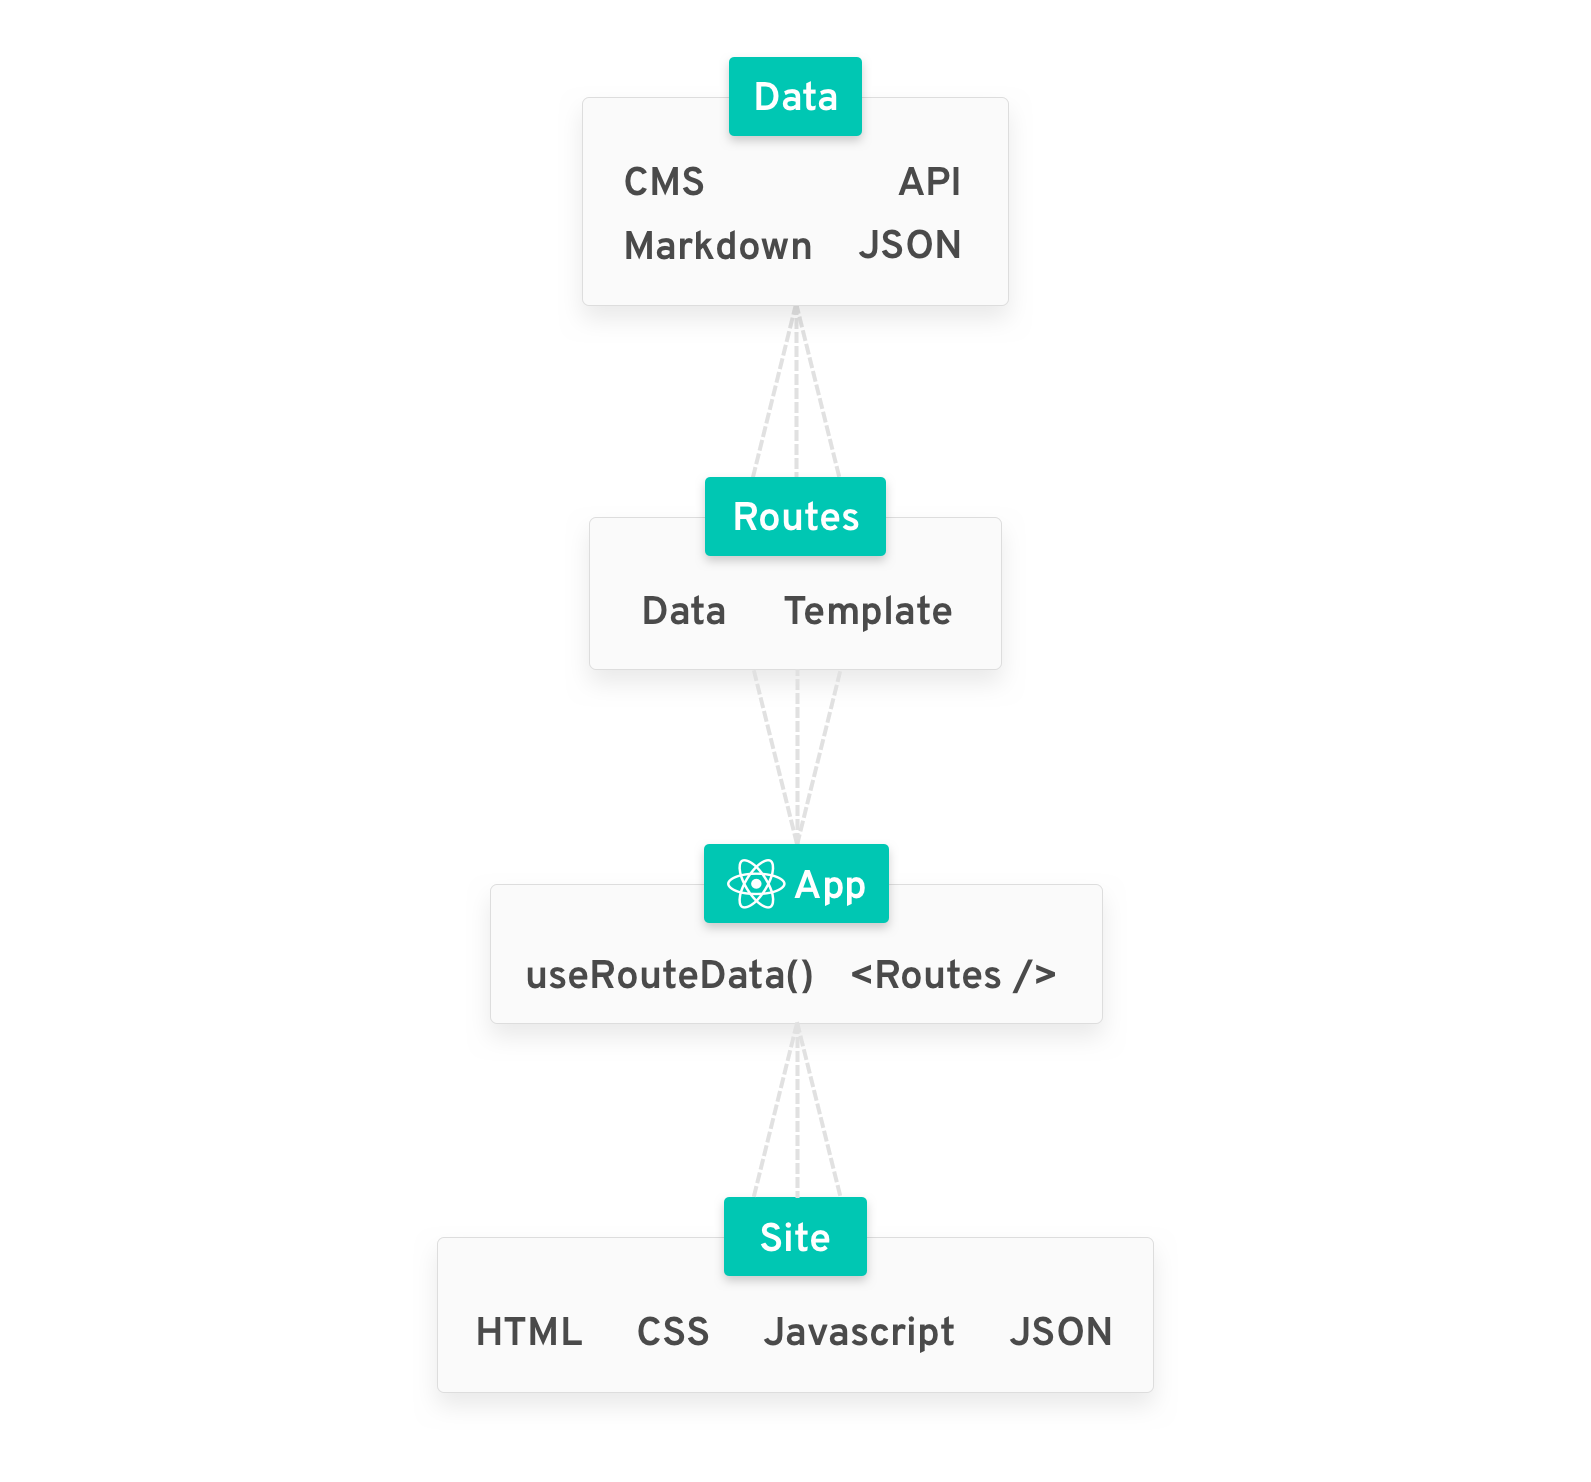 Data
CMS API
Markdown JSON
Routes
Data Template
App
useRouteData() <Routes />
Site
HTML CSS Javascript JSON